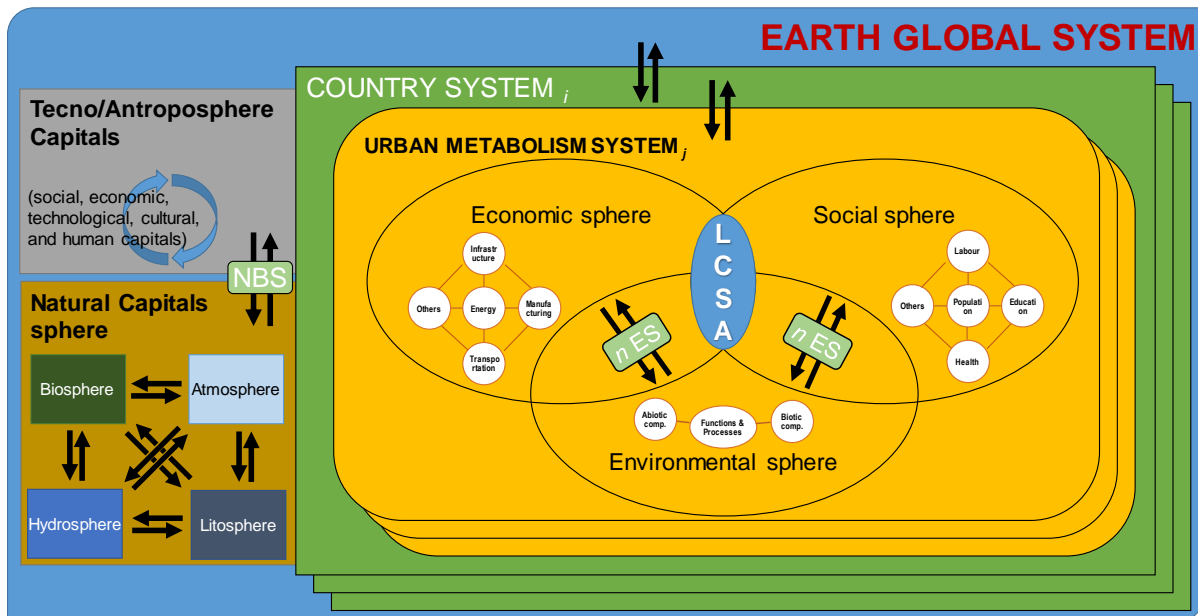 EARTH GLOBAL SYSTEM
COUNTRY SYSTEM i
Tecno/Antroposphere
Capitals
(social, economic,
technological, cultural,
and human capitals)
NBS
Natural Capitals
sphere
Biosphere
Atmosphere
Hydrosphere
Litosphere
URBAN METABOLISM SYSTEM j
Economic sphere
Infrastr
ucture
Others
Energy
Manufa
cturing
Transpo
rtation
L
C
S
A
Social sphere
Labour
Others
Populati
on
Educati
on
Health
n ES
n ES
Abiotic
comp.
Functions &
Processes
Biotic
comp.
Environmental sphere